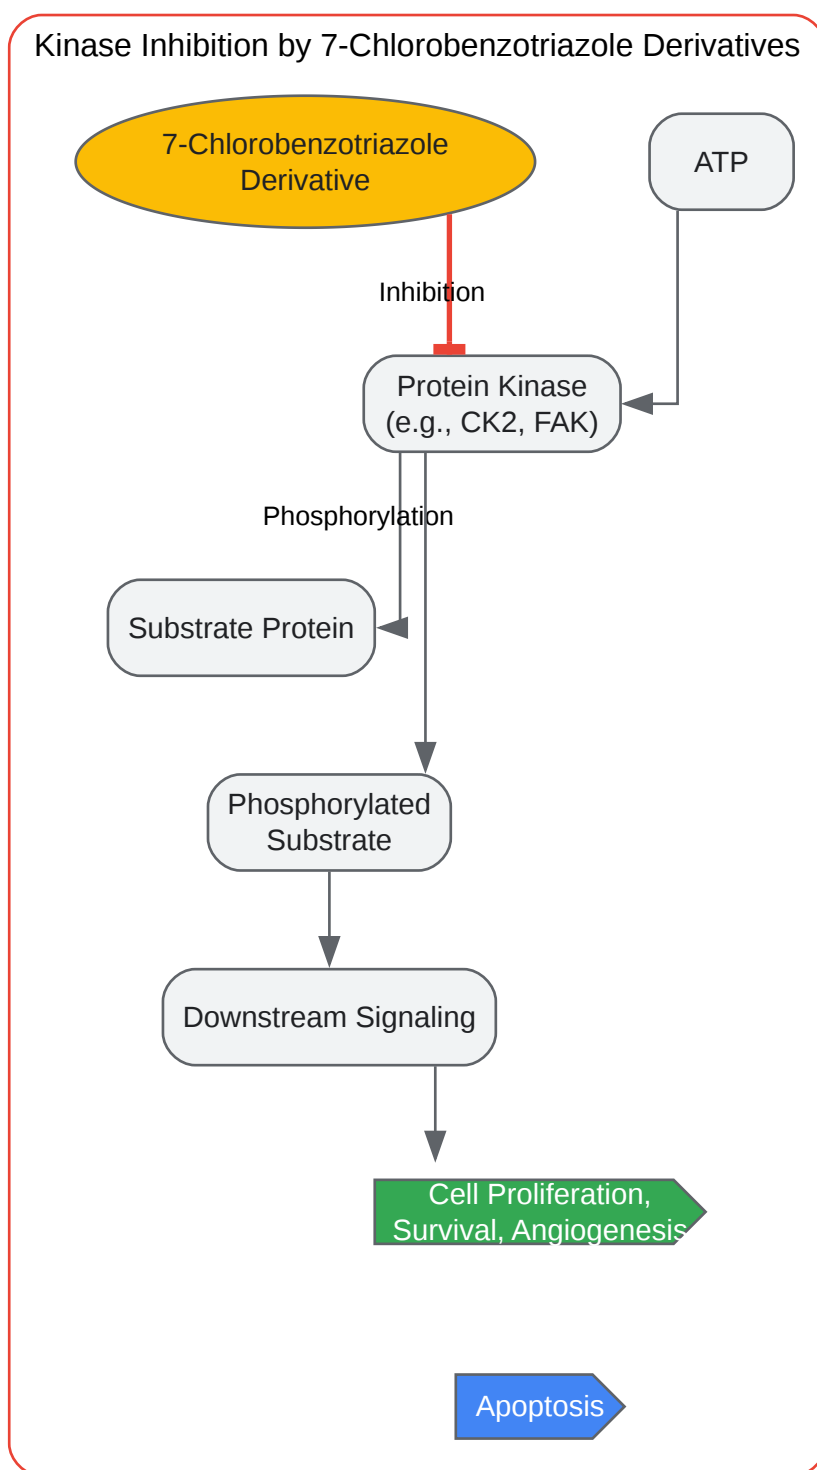 Kinase Inhibition by 7-Chlorobenzotriazole Derivatives
7-Chlorobenzotriazole
Derivative
ATP
Inhibition
Protein Kinase
(e.g., CK2, FAK)
Phosphorylation
Substrate Protein
Phosphorylated
Substrate
Downstream Signaling
Cell Proliferation,
Survival, Angiogenesis
Apoptosis